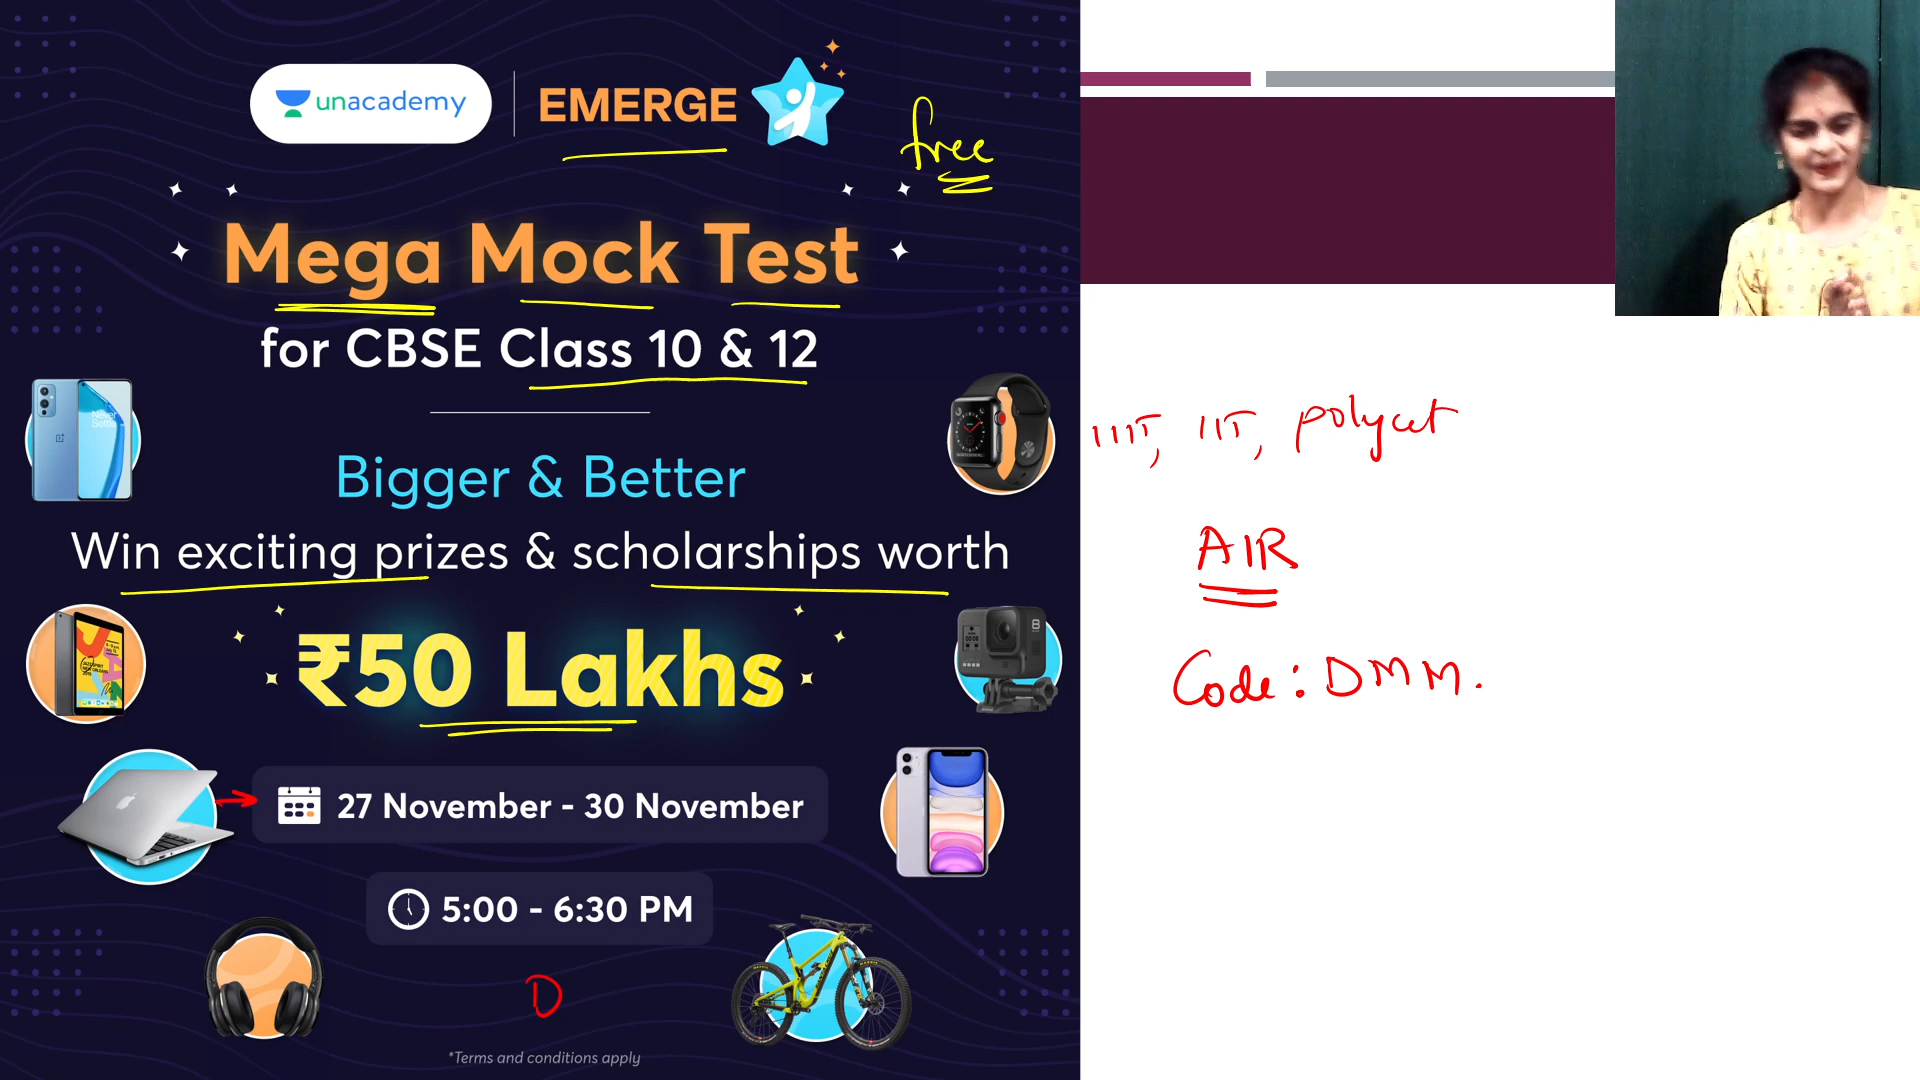 unacademy
EMERGE
free
Mega Mock Test
for CBSE Class 10 & 12
Bigger & Better
Win exciting prizes & scholarships worth
₹50 Lakhs
27 November - 30 November
5:00 - 6:30 PM
D
*Terms and conditions apply
IIIT, IIT, polycet
AIR
Code: DMM.